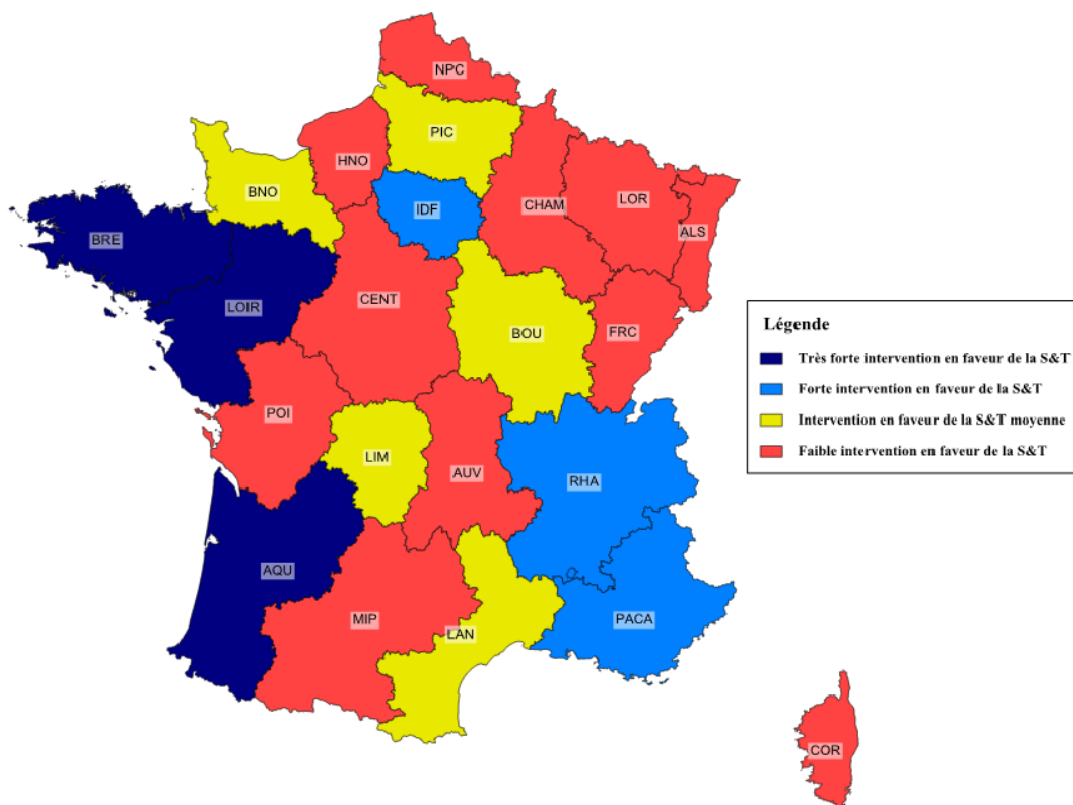 NPC
PIC
HNO
BNO
IDF
CHAM
LOR
ALS
BRE
LOIR
CENT
BOU
FRC
POI
LIM
AUV
RHA
AQU
MIP
LAN
PACA
COR
Légende
Très forte intervention en faveur de la S&T
Forte intervention en faveur de la S&T
Intervention en faveur de la S&T moyenne
Faible intervention en faveur de la S&T